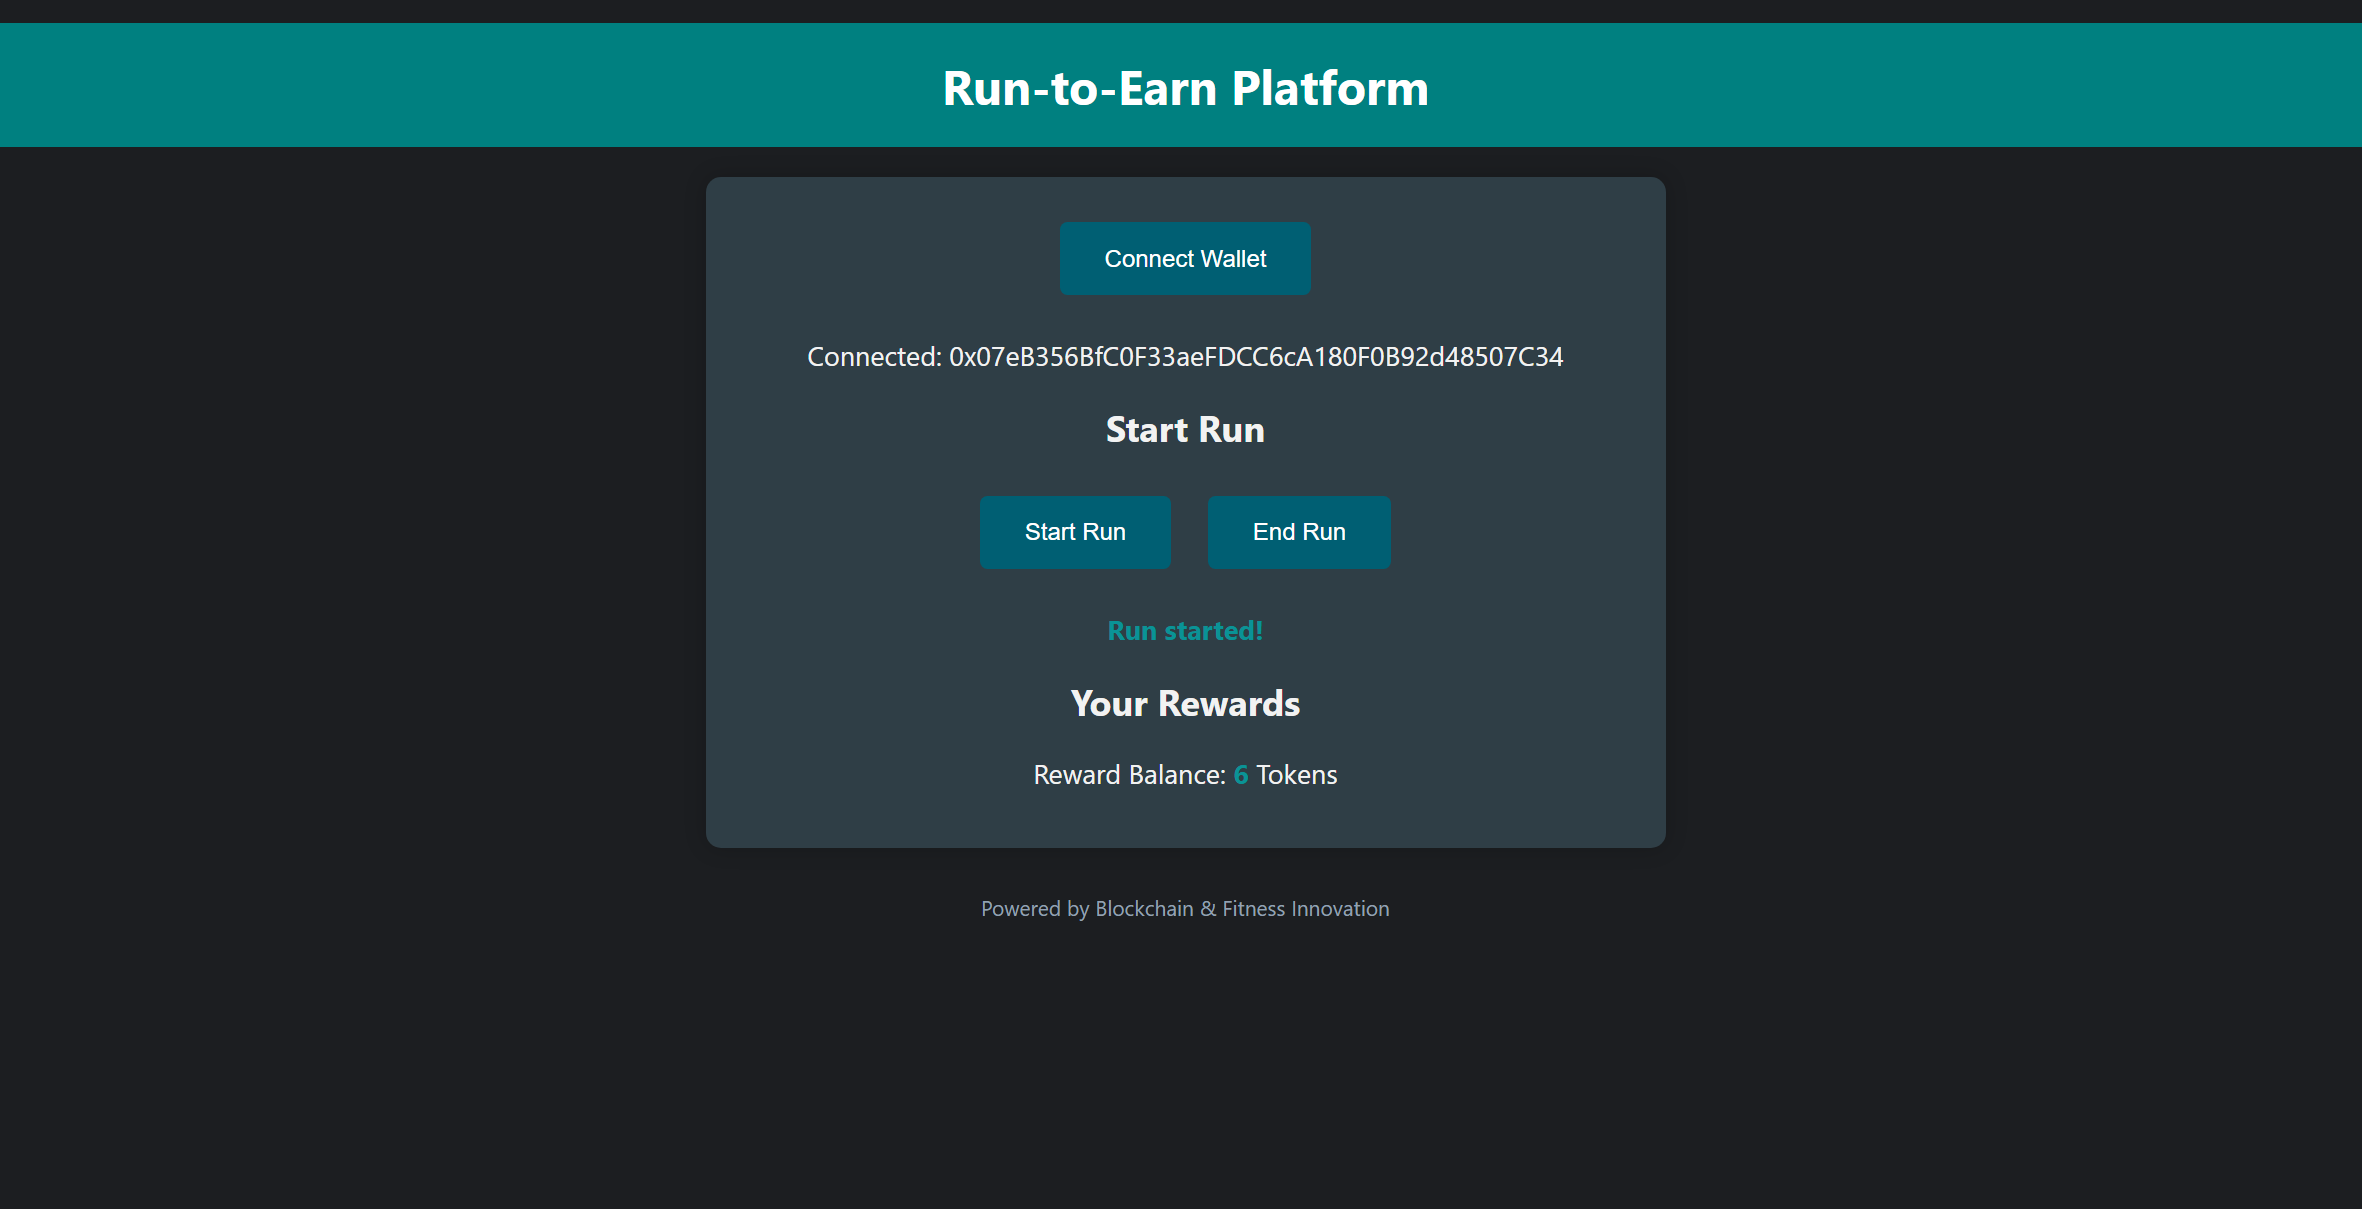 Run-to-Earn Platform
Connect Wallet
Connected: 0x07eB356BfC0F33aeFDCC6cA180F0B92d48507C34
Start Run
Start Run
End Run
Run started!
Your Rewards
Reward Balance: 6 Tokens
Powered by Blockchain & Fitness Innovation